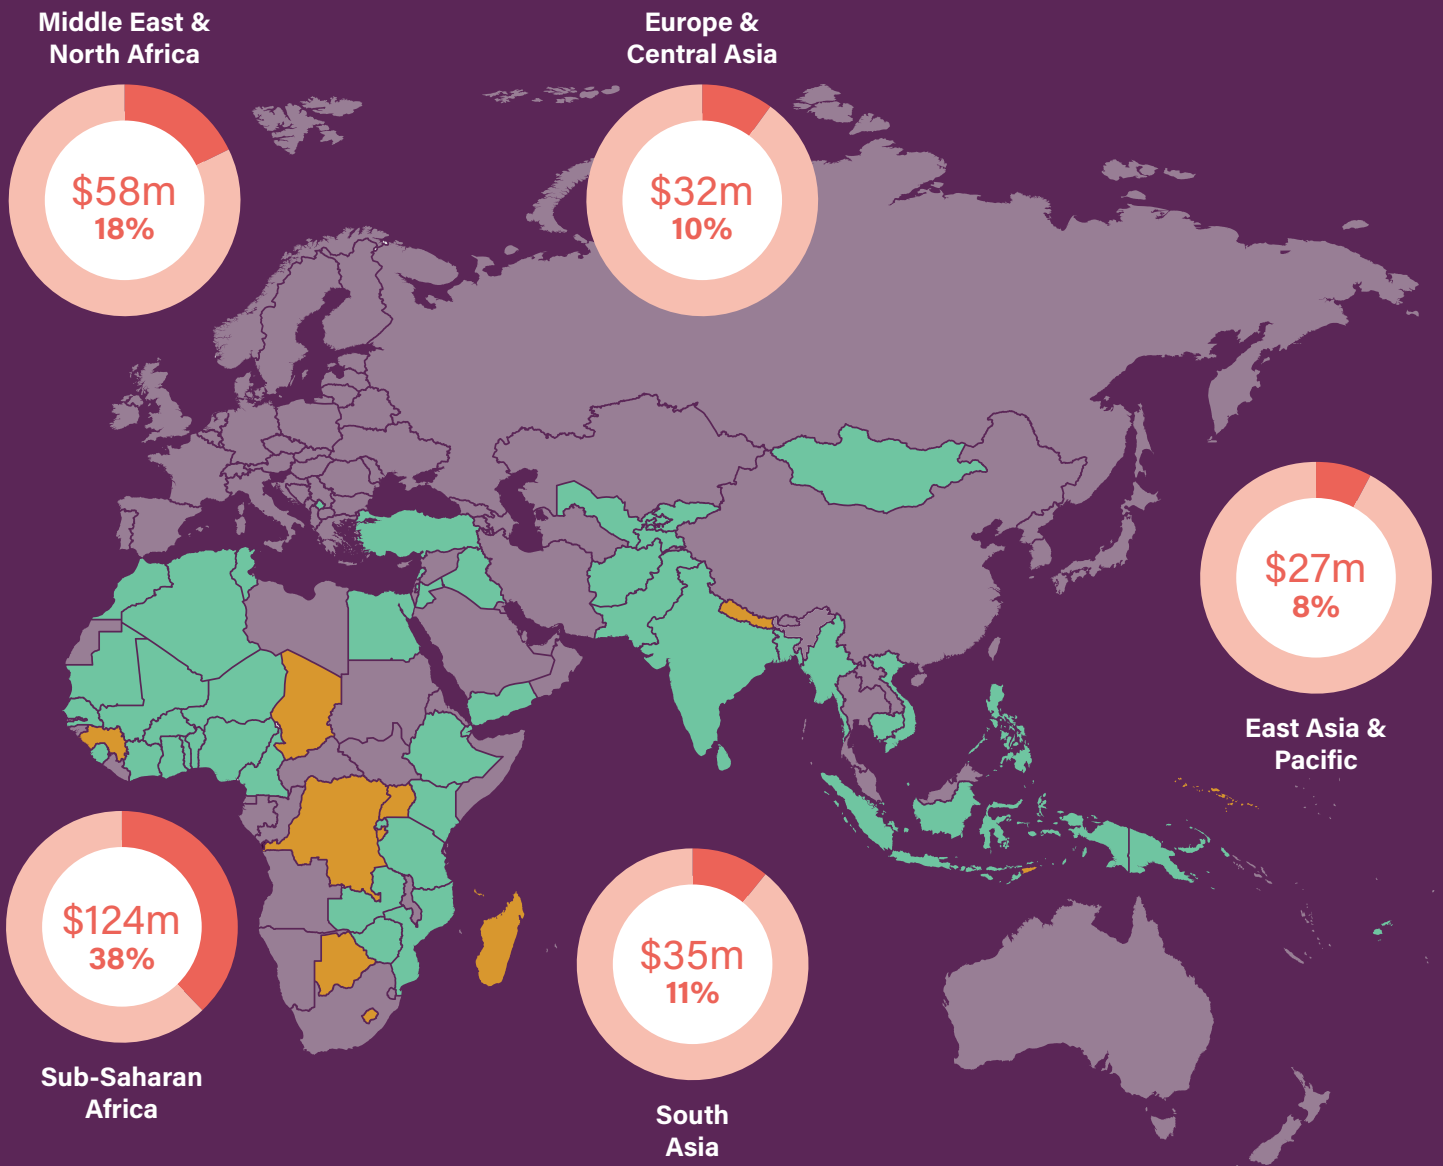 Middle East &
North Africa
$58m
18%
Europe &
Central Asia
$32m
10%
$27m
8%
East Asia &
Pacific
$124m
38%
Sub-Saharan
Africa
$35m
11%
South
Asia